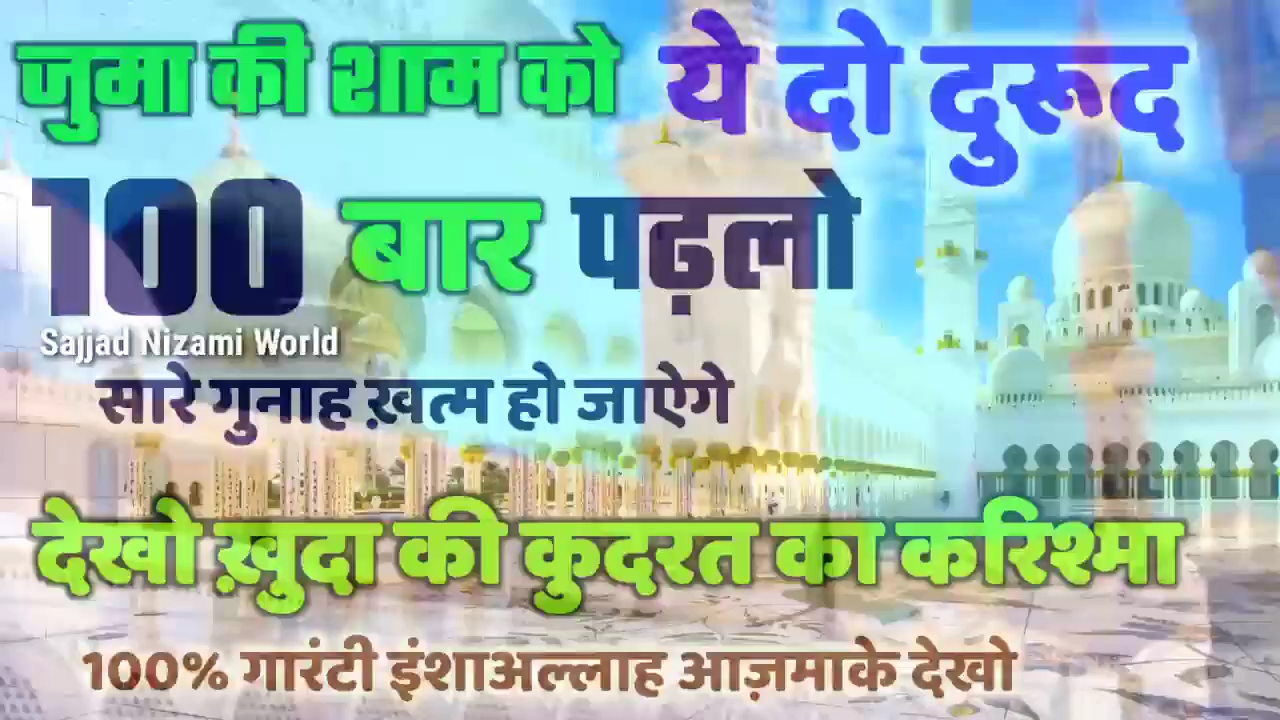 जुमा की शाम को ये दो दुरूद
100 बार पढ़लो
Sajjad Nizami World
सारे गुनाह ख़त्म हो जाऐगे
देखो ख़ुदा की कुदरत का करिश्मा
100% गारंटी इंशाअल्लाह आज़माके देखो